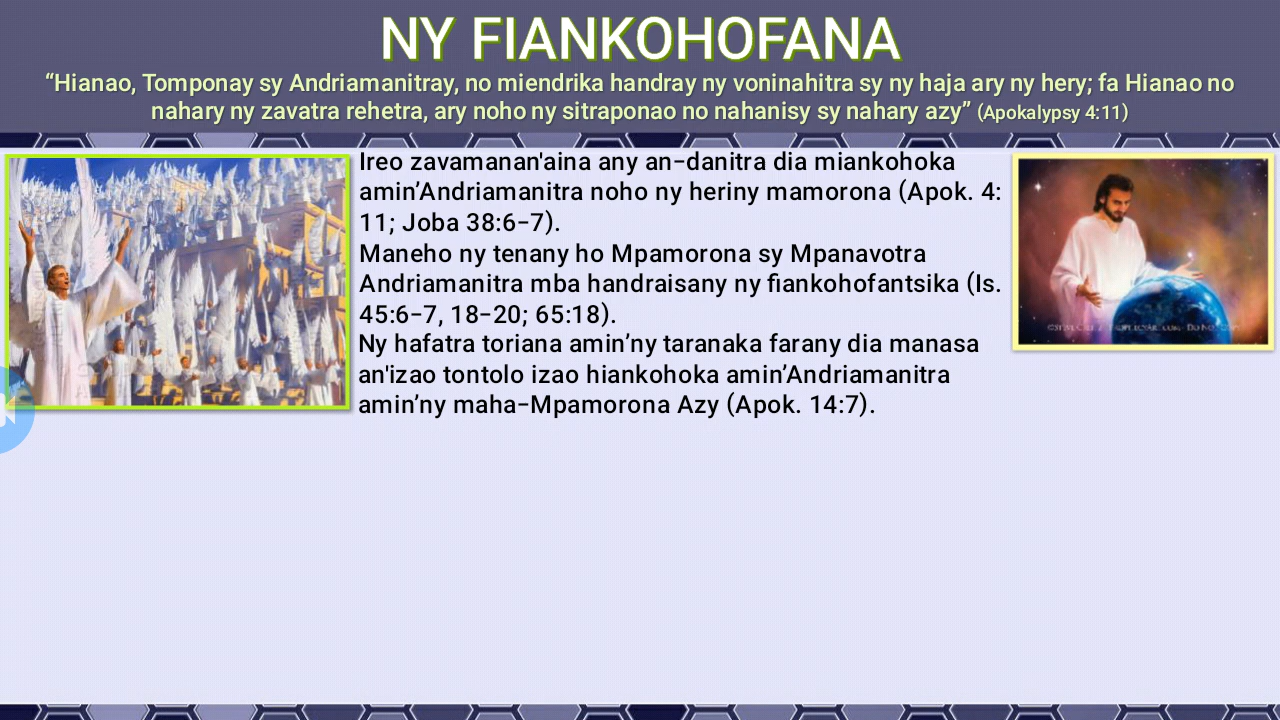 NY FIANKOHOFANA
“Hianao, Tomponay sy Andriamanitray, no miendrika handray ny voninahitra sy ny haja ary ny hery; fa Hianao no
nahary ny zavatra rehetra, ary noho ny sitraponao no nahanisy sy nahary azy” (Apokalypsy 4:11)
Ireo zavamanan'aina any an-danitra dia miankohoka
amin’Andriamanitra noho ny heriny mamorona (Apok. 4:
11; Joba 38:6-7).
Maneho ny tenany ho Mpamorona sy Mpanavotra
Andriamanitra mba handraisany ny fiankohofantsika (Is.
45:6-7, 18-20; 65:18).
Ny hafatra toriana amin’ny taranaka farany dia manasa
an'izao tontolo izao hiankohoka amin’Andriamanitra
amin’ny maha-Mpamorona Azy (Apok. 14:7).